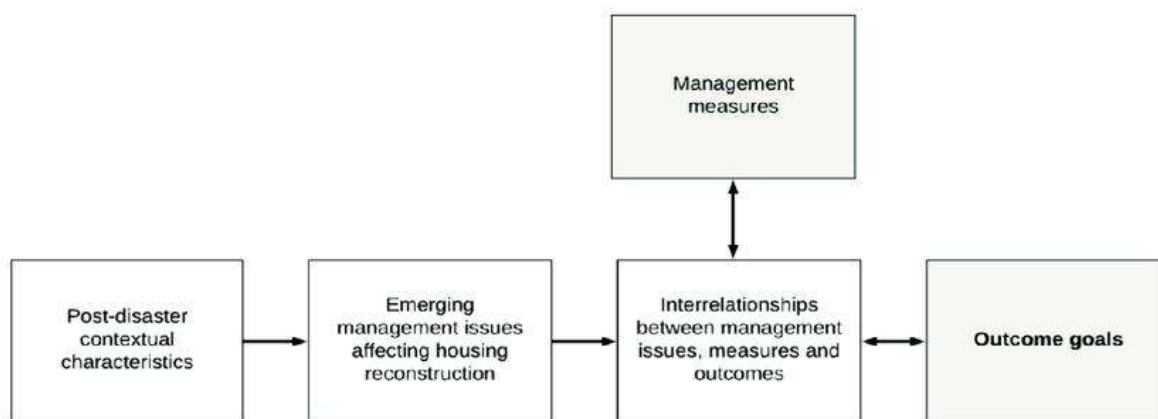 Management
measures
Post-disaster
contextual
characteristics
Emerging
management issues
affecting housing
reconstruction
Interrelationships
between management
issues, measures and
outcomes
Outcome goals